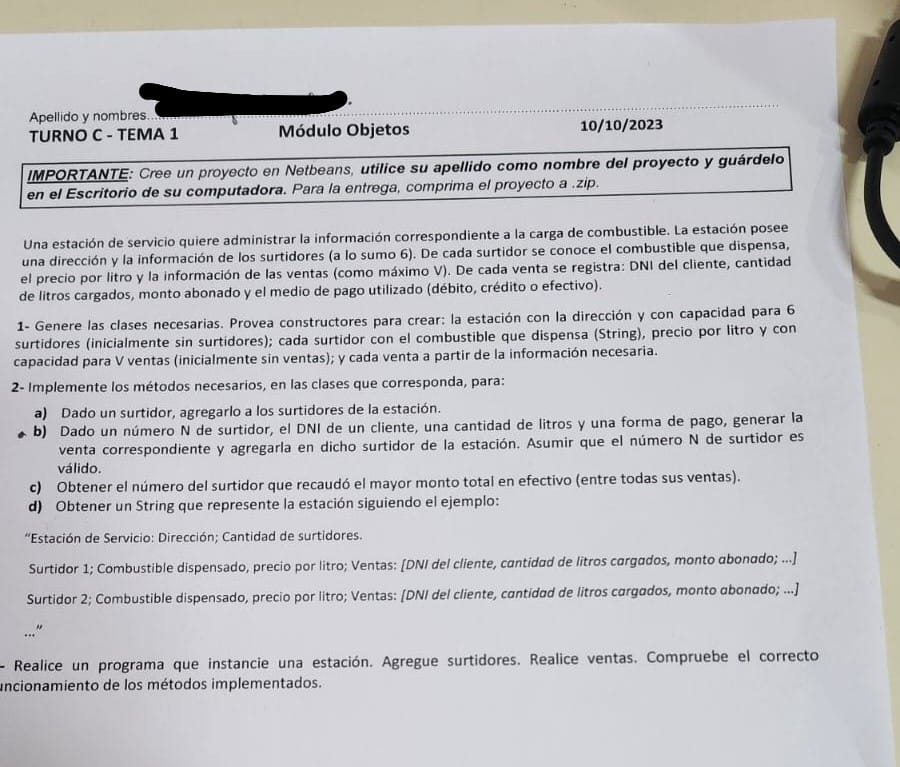 Apellido y nombres
TURNO C - TEMA 1 Módulo Objetos 10/10/2023
IMPORTANTE: Cree un proyecto en Netbeans, utilice su apellido como nombre del proyecto y guárdelo
en el Escritorio de su computadora. Para la entrega, comprima el proyecto a .zip.
Una estación de servicio quiere administrar la información correspondiente a la carga de combustible. La estación posee
una dirección y la información de los surtidores (a lo sumo 6). De cada surtidor se conoce el combustible que dispensa,
el precio por litro y la información de las ventas (como máximo V). De cada venta se registra: DNI del cliente, cantidad
de litros cargados, monto abonado y el medio de pago utilizado (débito, crédito o efectivo).
1- Genere las clases necesarias. Provea constructores para crear: la estación con la dirección y con capacidad para 6
surtidores (inicialmente sin surtidores); cada surtidor con el combustible que dispensa (String), precio por litro y con
capacidad para V ventas (inicialmente sin ventas); y cada venta a partir de la información necesaria.
2- Implemente los métodos necesarios, en las clases que corresponda, para:
a) Dado un surtidor, agregarlo a los surtidores de la estación.
b) Dado un número N de surtidor, el DNI de un cliente, una cantidad de litros y una forma de pago, generar la
venta correspondiente y agregarla en dicho surtidor de la estación. Asumir que el número N de surtidor es
válido.
c) Obtener el número del surtidor que recaudó el mayor monto total en efectivo (entre todas sus ventas).
d) Obtener un String que represente la estación siguiendo el ejemplo:
"Estación de Servicio: Dirección; Cantidad de surtidores.
Surtidor 1; Combustible dispensado, precio por litro; Ventas: [DNI del cliente, cantidad de litros cargados, monto abonado; ...]
Surtidor 2; Combustible dispensado, precio por litro; Ventas: [DNI del cliente, cantidad de litros cargados, monto abonado; ...]
..."
- Realice un programa que instancie una estación. Agregue surtidores. Realice ventas. Compruebe el correcto
uncionamiento de los métodos implementados.